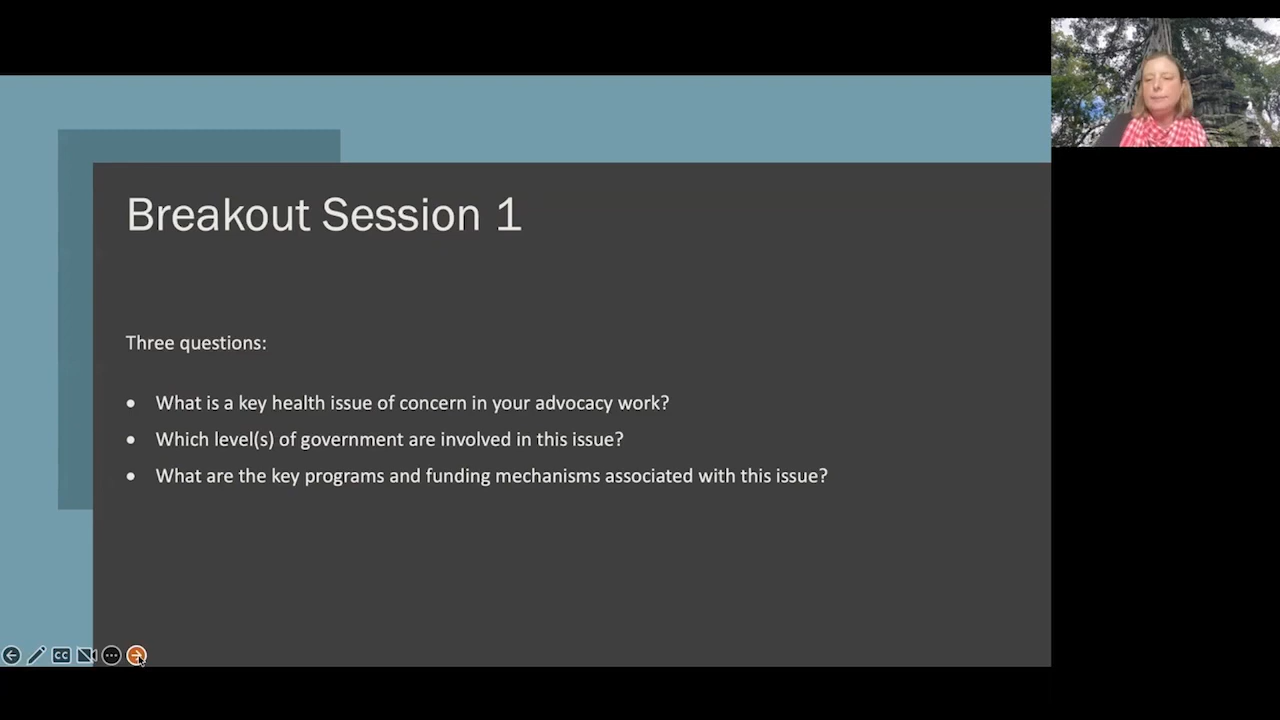 Breakout Session 1
Three questions:
• What is a key health issue of concern in your advocacy work?
• Which level(s) of government are involved in this issue?
• What are the key programs and funding mechanisms associated with this issue?
CC